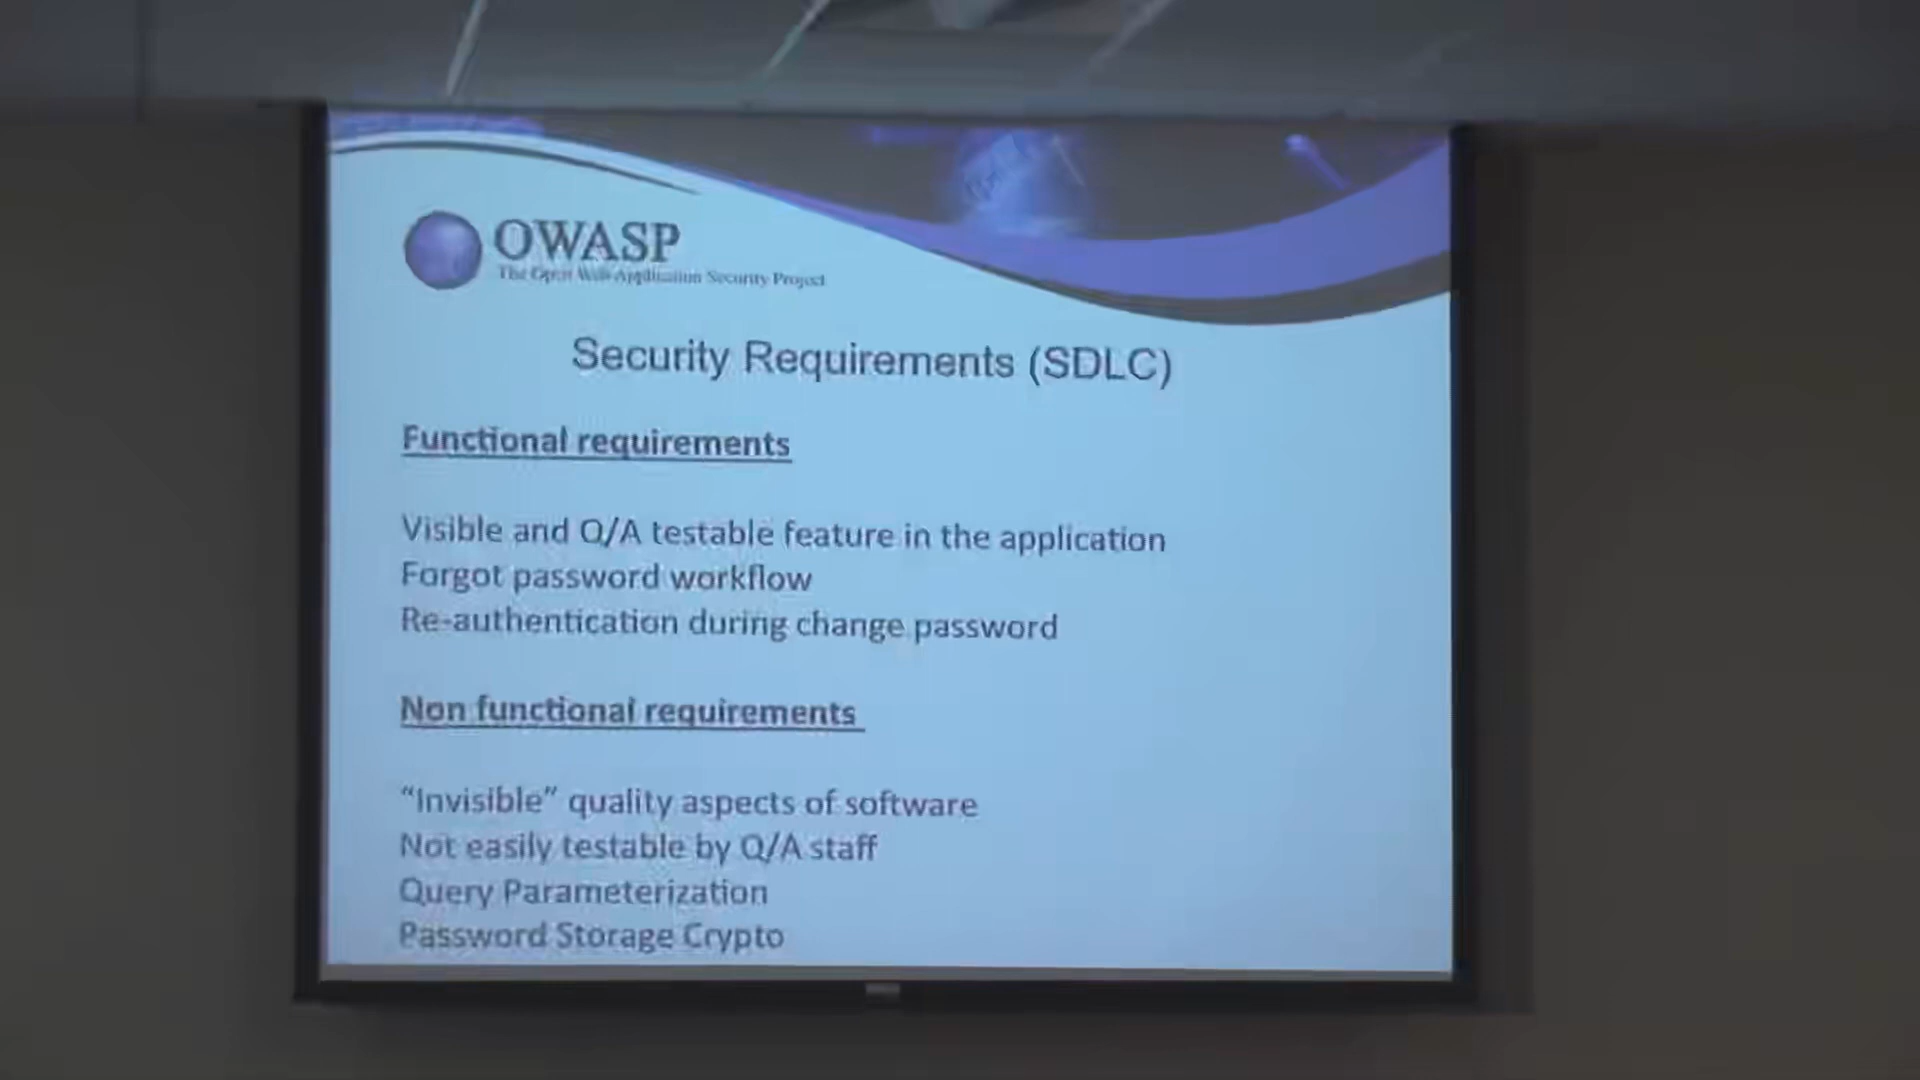 OWASP
The Open Web Application Security Project
Security Requirements (SDLC)
Functional requirements
Visible and Q/A testable feature in the application
Forgot password workflow
Re-authentication during change password
Non functional requirements
“Invisible” quality aspects of software
Not easily testable by Q/A staff
Query Parameterization
Password Storage Crypto